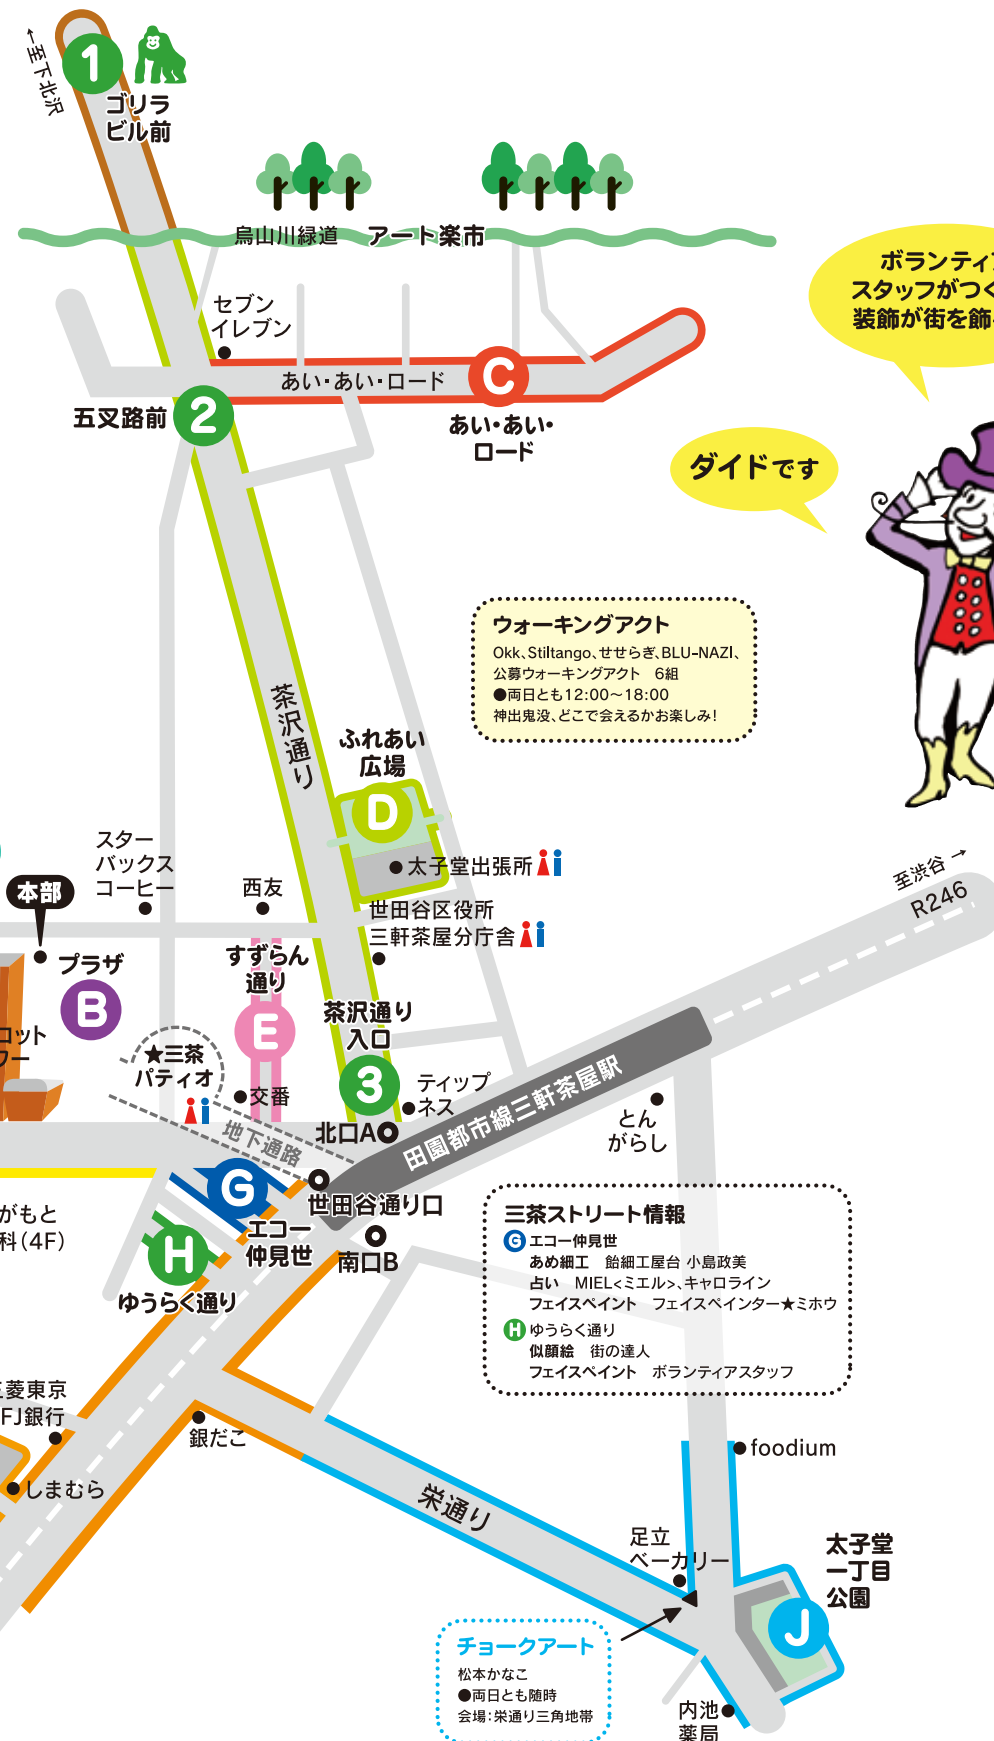 ←至下北沢
1
ゴリラ
ビル前
烏山川緑道
アート楽市
セブン
イレブン
あい・あい・ロード
C
あい・あい・
ロード
五叉路前
2
ボランティ
スタッフがつく
装飾が街を飾
ダイドです
ウォーキングアクト
Okk、Stiltango、せせらぎ、BLU-NAZI、
公募ウォーキングアクト 6組
●両日とも12:00〜18:00
神出鬼没、どこで会えるかお楽しみ!
茶沢通り
ふれあい
広場
D
太子堂出張所
スター
バックス
コーヒー
西友
世田谷区役所
三軒茶屋分庁舎
至渋谷→
R246
本部
プラザ
B
すずらん
通り
E
茶沢通り
入口
3
ロット
ワー
★三茶
パティオ
交番
ティップ
ネス
北口A
地下通路
田園都市線三軒茶屋駅
とん
がらし
G
エコー
仲見世
世田谷通り口
南口B
H
ゆうらく通り
がもと
科(4F)
三茶ストリート情報
G エコー仲見世
あめ細工 飴細工屋台 小島政美
占い MIEL<ミエル>、キャロライン
フェイスペイント フェイスペインター★ミホウ
H ゆうらく通り
似顔絵 街の達人
フェイスペイント ボランティアスタッフ
三菱東京
FJ銀行
しまむら
銀だこ
栄通り
foodium
足立
ベーカリー
太子堂
一丁目
公園
J
チョークアート
松本かなこ
●両日とも随時
会場:栄通り三角地帯
内池
薬局